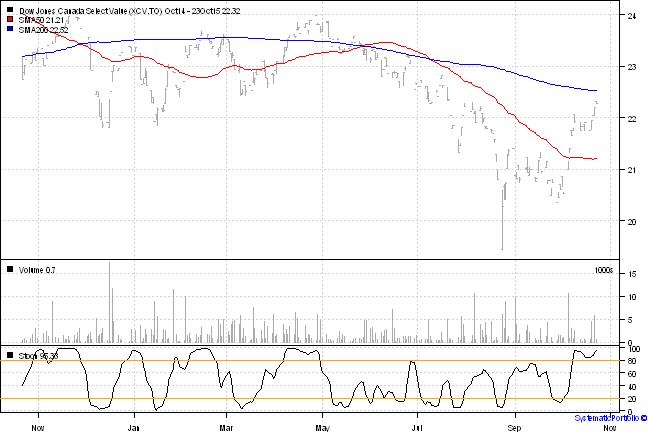 Dow Jones Canada Select Value (XCV.TO) Oct14 - 23Oct15 22.32
SMA50 21.21
SMA200 22.52
24
23
22
21
20
Volume 0.7
1000s
15
10
5
0
Stoch 95.33
100
80
60
40
20
0
Nov Jan Mar May Jul Sep Nov
SystematicPortfolio ©